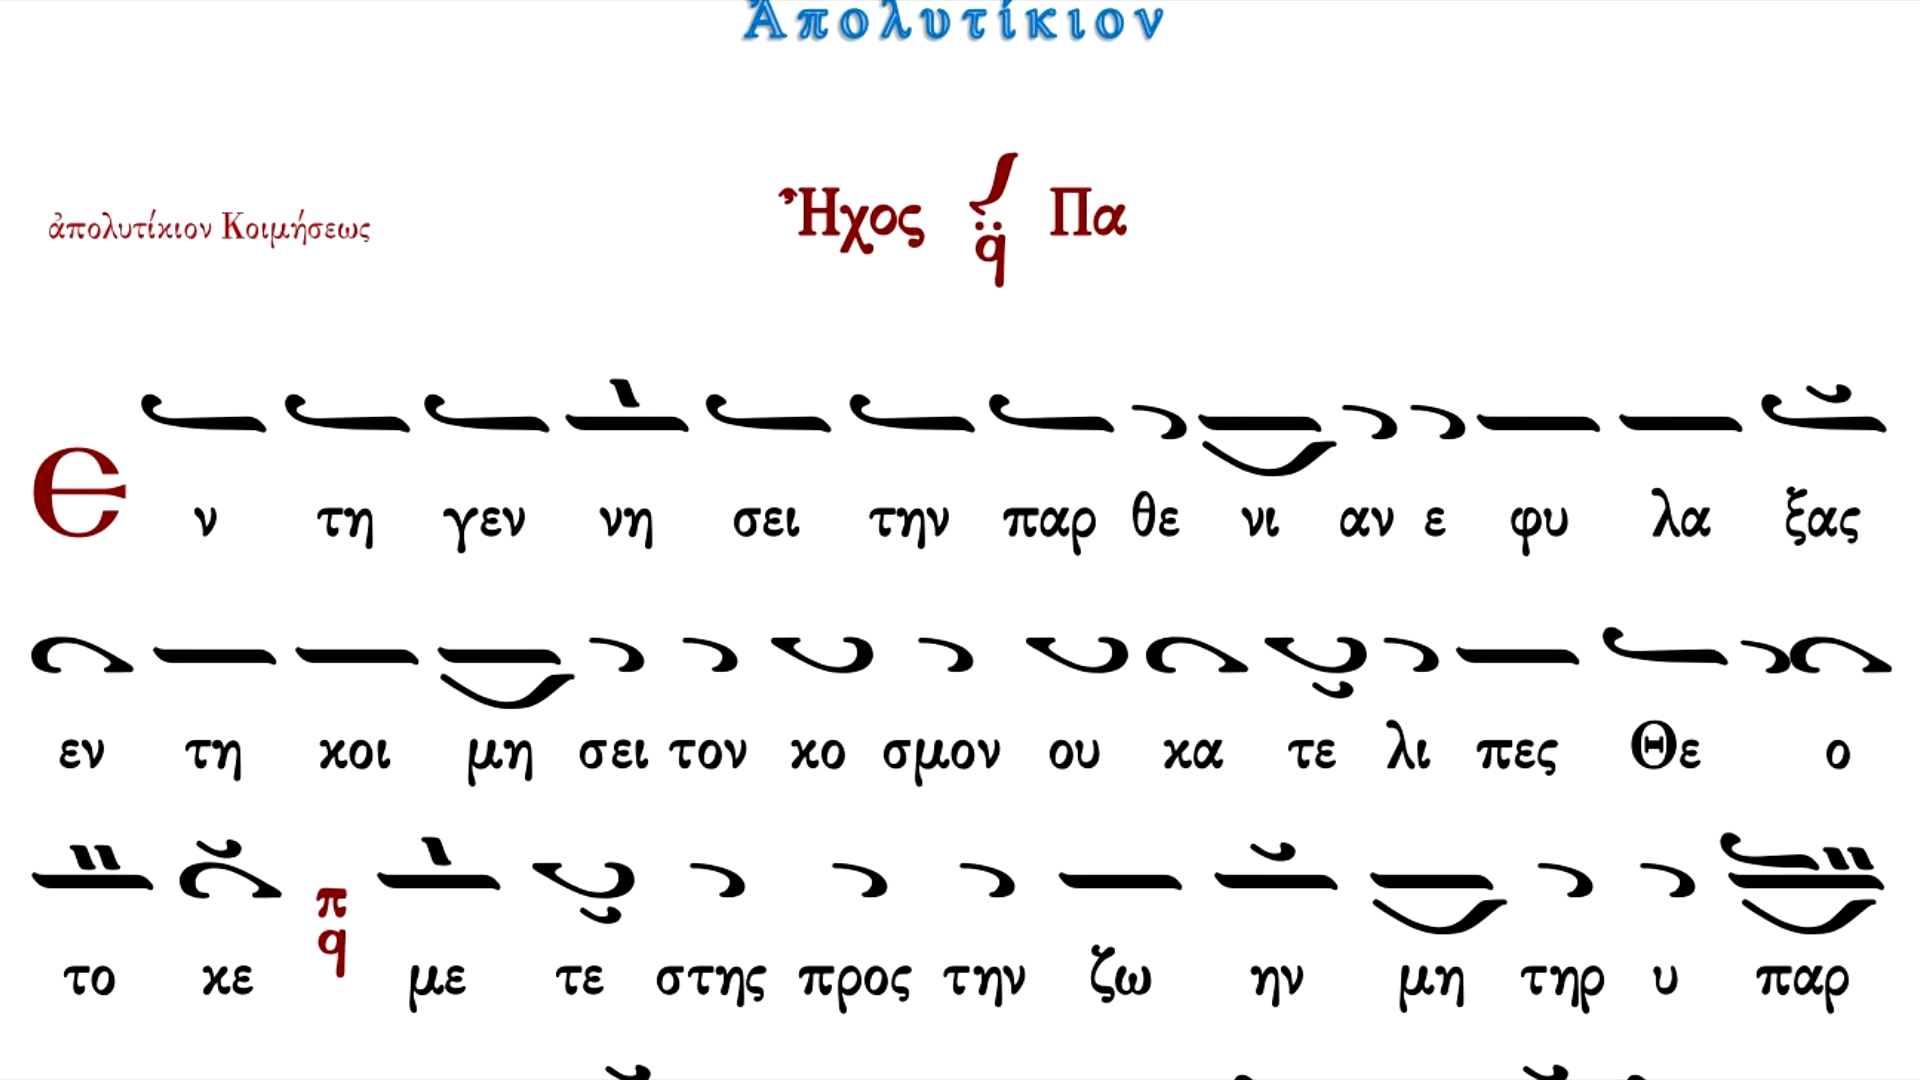 Ἀπολυτίκιον
ἀπολυτίκιον Κοιμήσεως Ἦχος q̈ Πα
Εν τη γεν νη σει την παρ θε νι αν ε φυ λα ξας
εν τη κοι μη σει τον κο σμον ου κα τε λι πες Θε ο
το κε π q με τε στης προς την ζω ην μη τηρ υ παρ